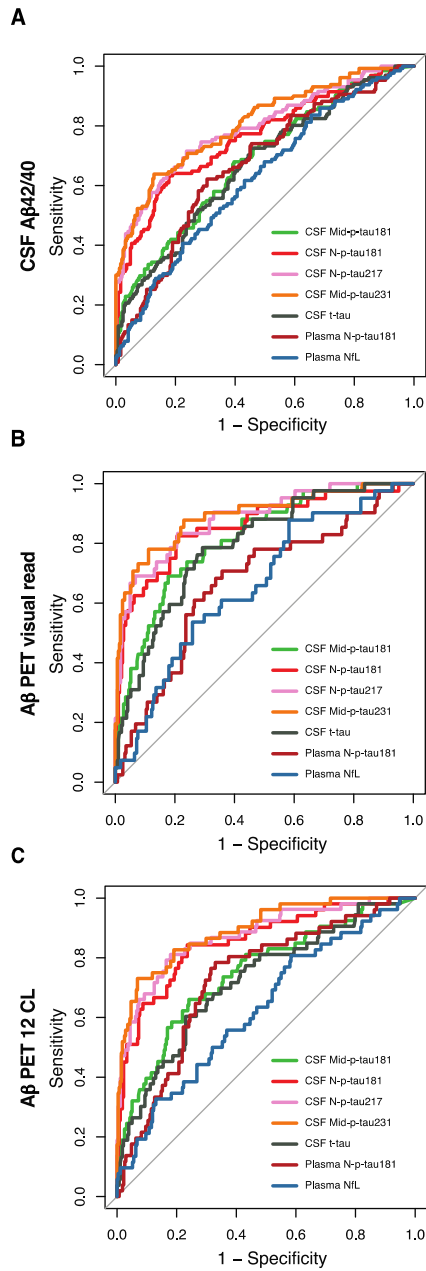 A
CSF Aβ42/40
Sensitivity
1.0
0.8
0.6
0.4
0.2
0.0
CSF Mid-p-tau181
CSF N-p-tau181
CSF N-p-tau217
CSF Mid-p-tau231
CSF t-tau
Plasma N-p-tau181
Plasma NfL
0.0 0.2 0.4 0.6 0.8 1.0
1 − Specificity
B
Aβ PET visual read
Sensitivity
1.0
0.8
0.6
0.4
0.2
0.0
CSF Mid-p-tau181
CSF N-p-tau181
CSF N-p-tau217
CSF Mid-p-tau231
CSF t-tau
Plasma N-p-tau181
Plasma NfL
0.0 0.2 0.4 0.6 0.8 1.0
1 − Specificity
C
Aβ PET 12 CL
Sensitivity
1.0
0.8
0.6
0.4
0.2
0.0
CSF Mid-p-tau181
CSF N-p-tau181
CSF N-p-tau217
CSF Mid-p-tau231
CSF t-tau
Plasma N-p-tau181
Plasma NfL
0.0 0.2 0.4 0.6 0.8 1.0
1 − Specificity